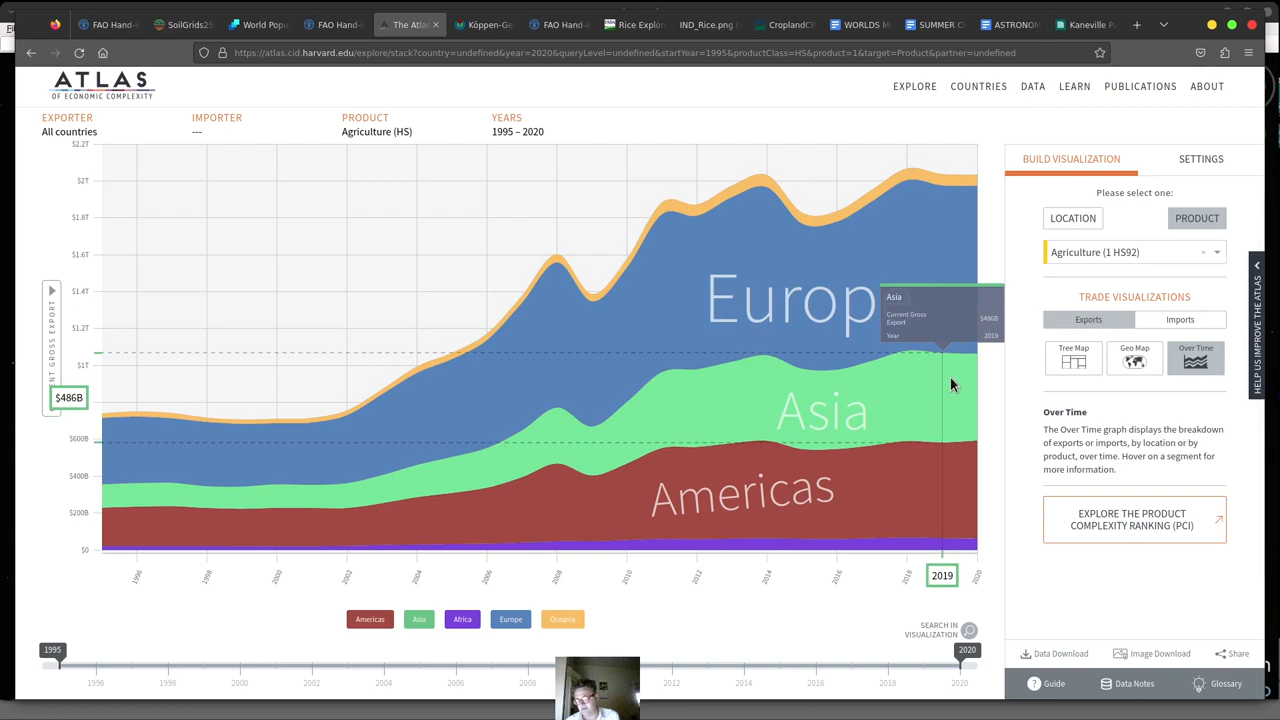 FAO Hand-i
SoilGrids25
World Popu
FAO Hand-i
The Atlas
Köppen-Ge
FAO Hand-e
Rice Explor
IND_Rice.png (
CroplandCF
WORLDS M
SUMMER C
ASTRONOM
Kaneville Po
https://atlas.cid.harvard.edu/explore/stack?country=undefined&year=2020&queryLevel=undefined&startYear=1995&productClass=HS&product=1&target=Product&partner=undefined
ATLAS
OF ECONOMIC COMPLEXITY
EXPLORE COUNTRIES DATA LEARN PUBLICATIONS ABOUT
EXPORTER IMPORTER PRODUCT YEARS
All countries --- Agriculture (HS) 1995 – 2020
$2.2T
$2T
$1.8T
$1.6T
$1.4T
$1.2T
$1T
$486B
$600B
$400B
$200B
$0
ENT GROSS EXPORT
Europ
Asia
Americas
Asia
Current Gross
Export
$486B
Year 2019
1996 1998 2000 2002 2004 2006 2008 2010 2012 2014 2016 2018 2019 2020
Americas Asia Africa Europe Oceania
SEARCH IN
VISUALIZATION
1995 2020
1996 1998 2000 2002 2004 2006 2008 2012 2014 2016 2018 2020
BUILD VISUALIZATION SETTINGS
Please select one:
LOCATION PRODUCT
Agriculture (1 HS92)
TRADE VISUALIZATIONS
Exports Imports
Tree Map Geo Map Over Time
Over Time
The Over Time graph displays the breakdown
of exports or imports, by location or by
product, over time. Hover on a segment for
more information.
EXPLORE THE PRODUCT
COMPLEXITY RANKING (PCI)
Data Download Image Download Share
? Guide Data Notes Glossary
HELP US IMPROVE THE ATLAS